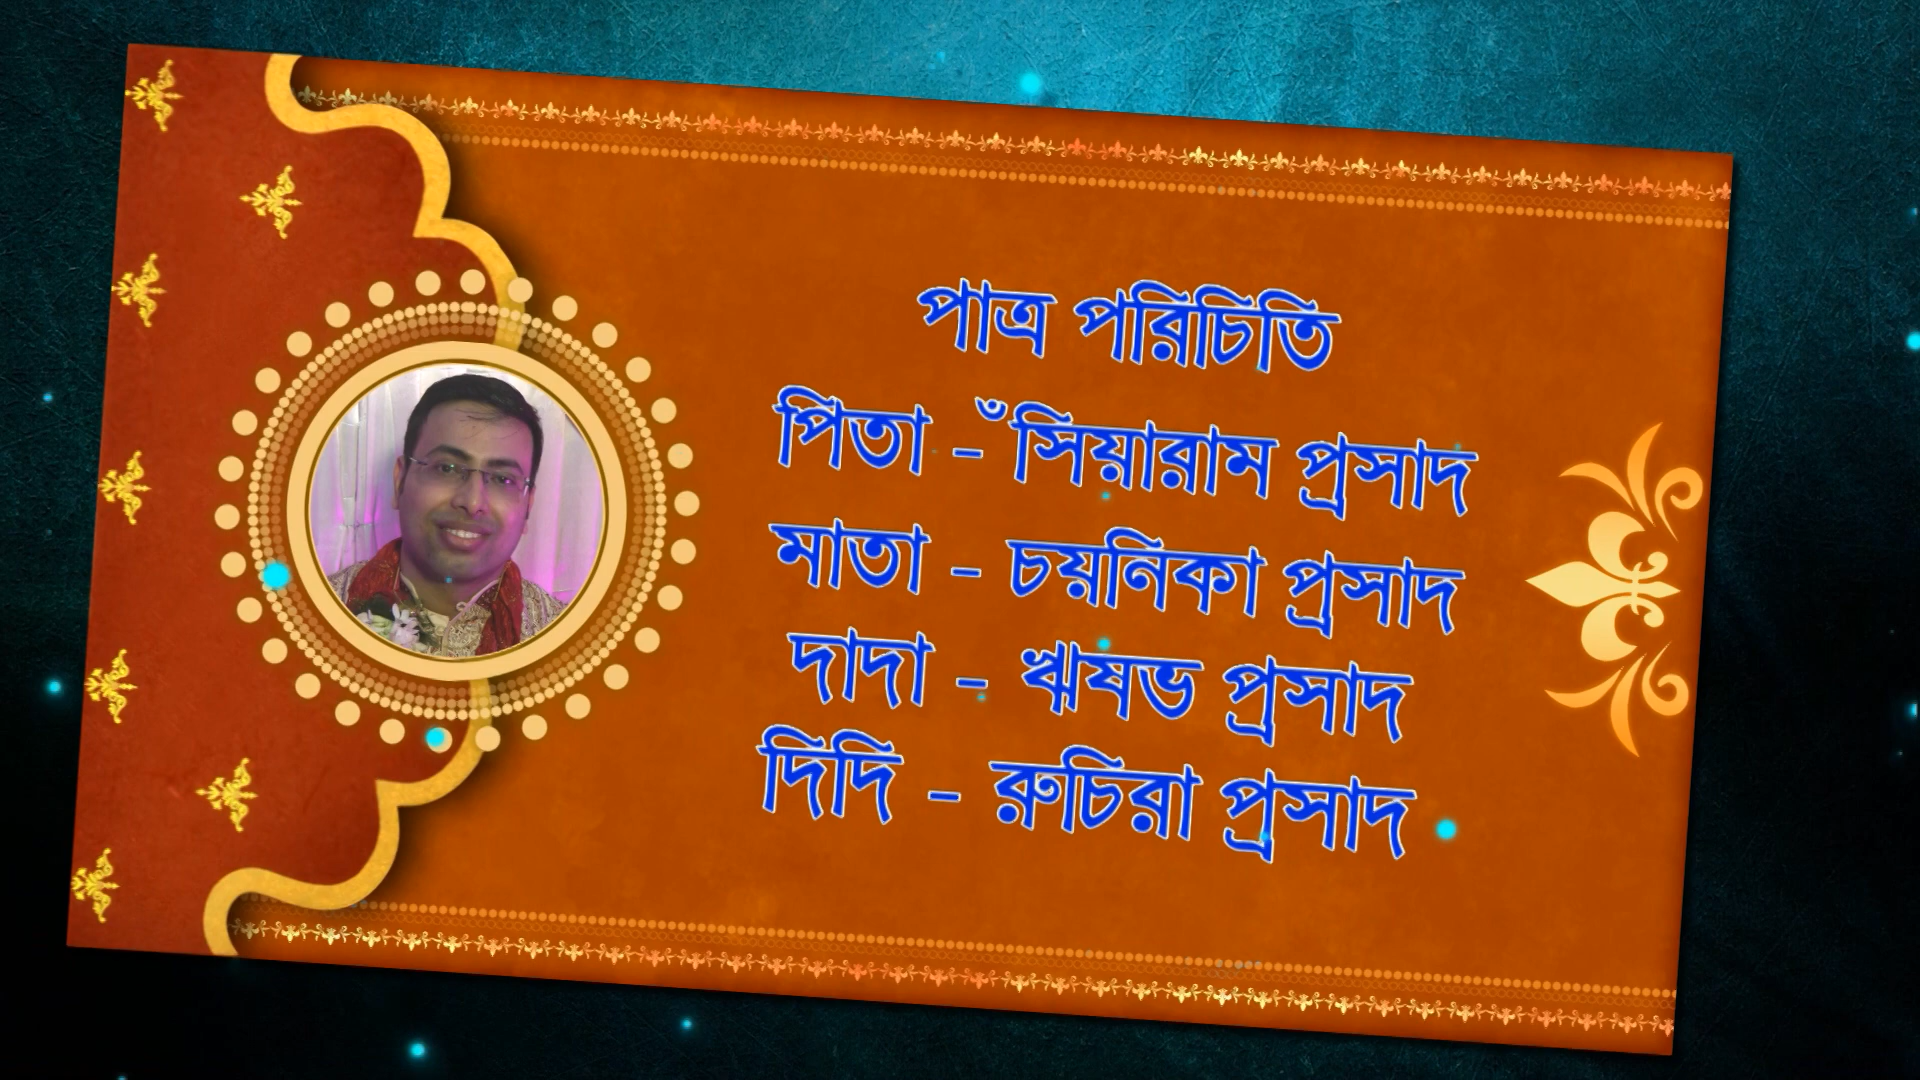 পাত্র পরিচিতি
পিতা - ঁসিয়ারাম প্রসাদ
মাতা - চয়নিকা প্রসাদ
দাদা - ঋষভ প্রসাদ
দিদি - রুচিরা প্রসাদ